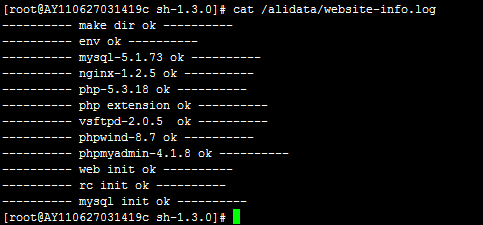 [root@AY110627031419c sh-1.3.0]# cat /alidata/website-info.log
---------- make dir ok ----------
---------- env ok ----------
---------- mysql-5.1.73 ok ----------
---------- nginx-1.2.5 ok ----------
---------- php-5.3.18 ok ----------
---------- php extension ok ----------
---------- vsftpd-2.0.5  ok ----------
---------- phpwind-8.7 ok ----------
---------- phpmyadmin-4.1.8 ok ----------
---------- web init ok ----------
---------- rc init ok ----------
---------- mysql init ok ----------
[root@AY110627031419c sh-1.3.0]#